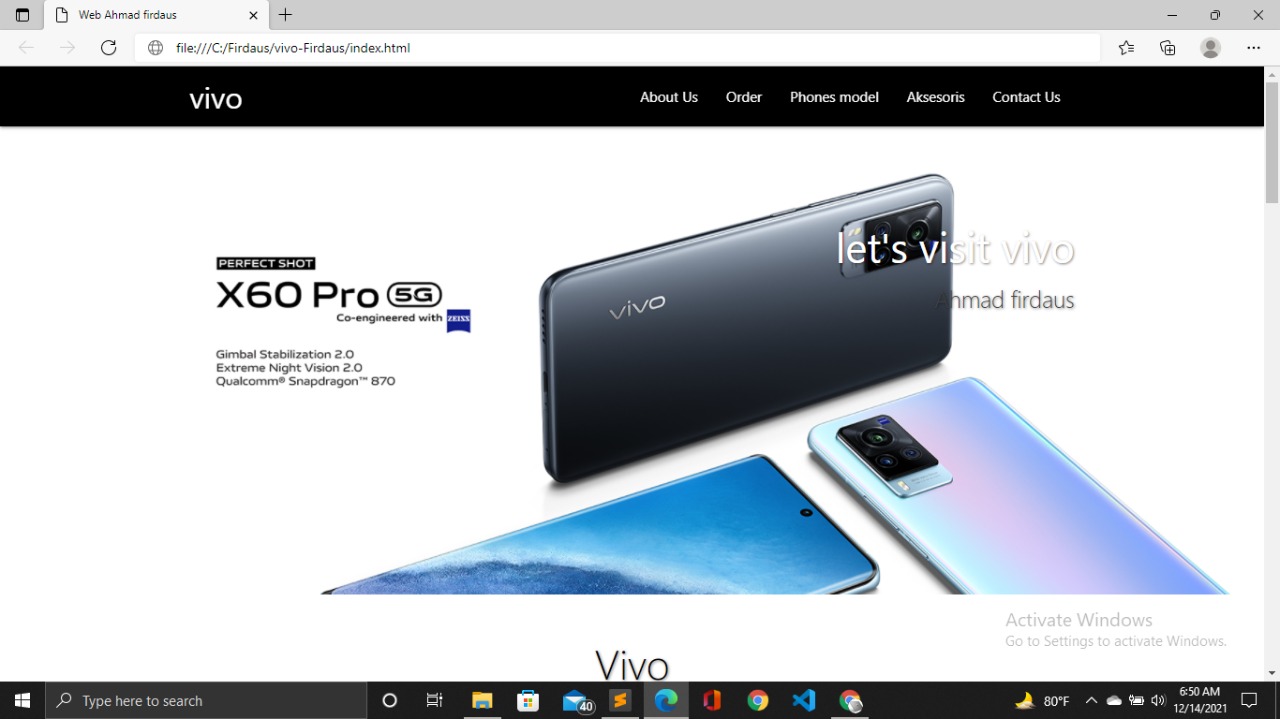 Web Ahmad firdaus
file:///C:/Firdaus/vivo-Firdaus/index.html
vivo
About Us Order Phones model Aksesoris Contact Us
let's visit vivo
Ahmad firdaus
PERFECT SHOT
X60 Pro 5G
Co-engineered with ZEISS
Gimbal Stabilization 2.0
Extreme Night Vision 2.0
Qualcomm® Snapdragon™ 870
vivo
Activate Windows
Go to Settings to activate Windows.
Vivo
Type here to search
40
80°F
6:50 AM
12/14/2021